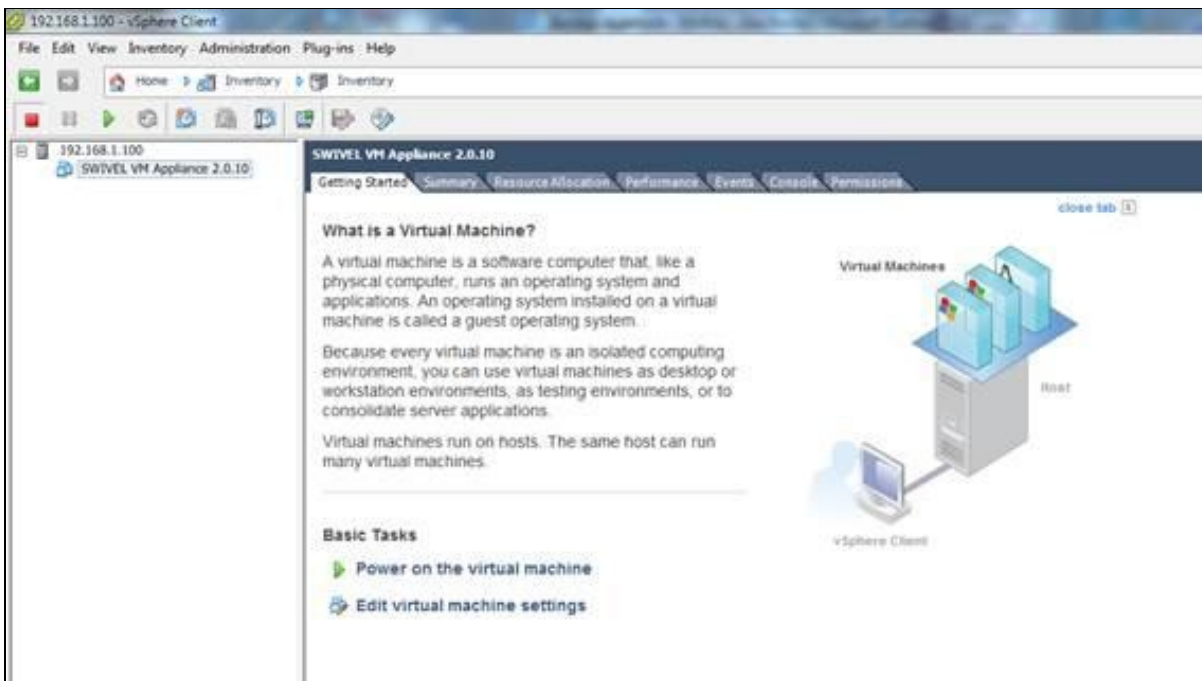 192.168.1.100 - vSphere Client
File Edit View Inventory Administration Plug-ins Help
Home Inventory Inventory
192.168.1.100
SWIVEL VM Appliance 2.0.10
SWIVEL VM Appliance 2.0.10
Getting Started Summary Resource Allocation Performance Events Console Permissions
close tab
What is a Virtual Machine?
A virtual machine is a software computer that, like a
physical computer, runs an operating system and
applications. An operating system installed on a virtual
machine is called a guest operating system.
Because every virtual machine is an isolated computing
environment, you can use virtual machines as desktop or
workstation environments, as testing environments, or to
consolidate server applications.
Virtual machines run on hosts. The same host can run
many virtual machines.
Virtual Machines
Host
vSphere Client
Basic Tasks
Power on the virtual machine
Edit virtual machine settings